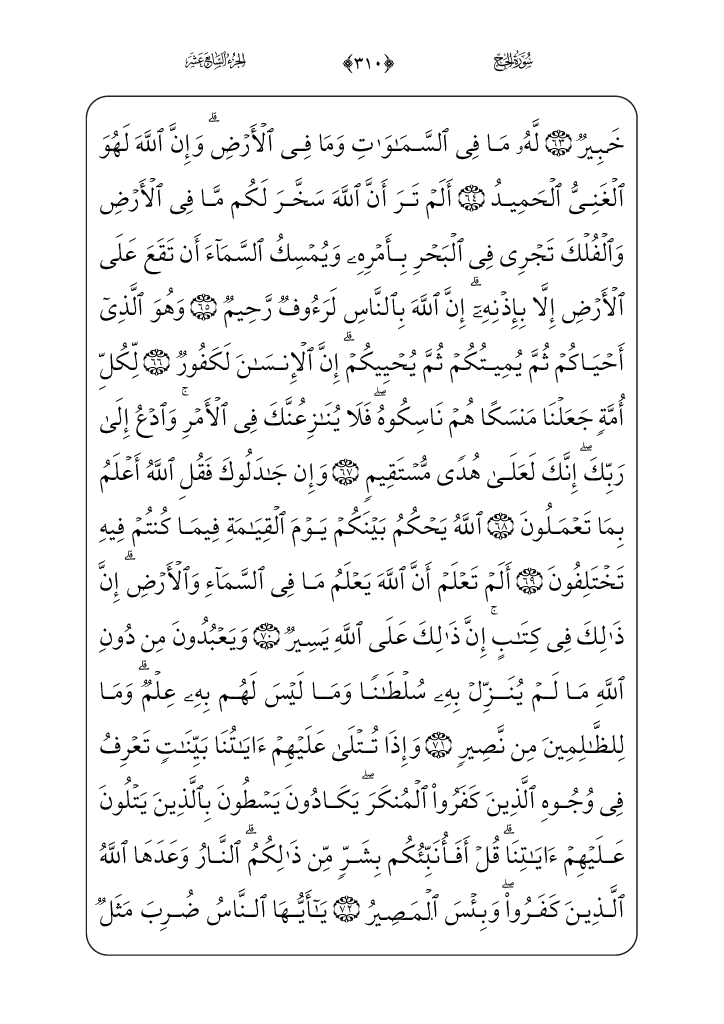 سُورَةُ الحَجِّ ﴿٣١٠﴾ الجُزءُ السَّابِعَ عَشَرَ
خَبِيرٞ ٦٣ لَّهُۥ مَا فِي ٱلسَّمَٰوَٰتِ وَمَا فِي ٱلۡأَرۡضِۚ وَإِنَّ ٱللَّهَ لَهُوَ
ٱلۡغَنِيُّ ٱلۡحَمِيدُ ٦٤ أَلَمۡ تَرَ أَنَّ ٱللَّهَ سَخَّرَ لَكُم مَّا فِي ٱلۡأَرۡضِ
وَٱلۡفُلۡكَ تَجۡرِي فِي ٱلۡبَحۡرِ بِأَمۡرِهِۦ وَيُمۡسِكُ ٱلسَّمَآءَ أَن تَقَعَ عَلَى
ٱلۡأَرۡضِ إِلَّا بِإِذۡنِهِۦٓۚ إِنَّ ٱللَّهَ بِٱلنَّاسِ لَرَءُوفٞ رَّحِيمٞ ٦٥ وَهُوَ ٱلَّذِيٓ
أَحۡيَاكُمۡ ثُمَّ يُمِيتُكُمۡ ثُمَّ يُحۡيِيكُمۡۗ إِنَّ ٱلۡإِنسَٰنَ لَكَفُورٞ ٦٦ لِّكُلِّ
أُمَّةٖ جَعَلۡنَا مَنسَكًا هُمۡ نَاسِكُوهُۖ فَلَا يُنَٰزِعُنَّكَ فِي ٱلۡأَمۡرِۚ وَٱدۡعُ إِلَىٰ
رَبِّكَۖ إِنَّكَ لَعَلَىٰ هُدٗى مُّسۡتَقِيمٖ ٦٧ وَإِن جَٰدَلُوكَ فَقُلِ ٱللَّهُ أَعۡلَمُ
بِمَا تَعۡمَلُونَ ٦٨ ٱللَّهُ يَحۡكُمُ بَيۡنَكُمۡ يَوۡمَ ٱلۡقِيَٰمَةِ فِيمَا كُنتُمۡ فِيهِ
تَخۡتَلِفُونَ ٦٩ أَلَمۡ تَعۡلَمۡ أَنَّ ٱللَّهَ يَعۡلَمُ مَا فِي ٱلسَّمَآءِ وَٱلۡأَرۡضِۚ إِنَّ
ذَٰلِكَ فِي كِتَٰبٍۚ إِنَّ ذَٰلِكَ عَلَى ٱللَّهِ يَسِيرٞ ٧٠ وَيَعۡبُدُونَ مِن دُونِ
ٱللَّهِ مَا لَمۡ يُنَزِّلۡ بِهِۦ سُلۡطَٰنٗا وَمَا لَيۡسَ لَهُم بِهِۦ عِلۡمٞۗ وَمَا
لِلظَّٰلِمِينَ مِن نَّصِيرٖ ٧١ وَإِذَا تُتۡلَىٰ عَلَيۡهِمۡ ءَايَٰتُنَا بَيِّنَٰتٖ تَعۡرِفُ
فِي وُجُوهِ ٱلَّذِينَ كَفَرُواْ ٱلۡمُنكَرَۖ يَكَادُونَ يَسۡطُونَ بِٱلَّذِينَ يَتۡلُونَ
عَلَيۡهِمۡ ءَايَٰتِنَاۗ قُلۡ أَفَأُنَبِّئُكُم بِشَرّٖ مِّن ذَٰلِكُمُۚ ٱلنَّارُ وَعَدَهَا ٱللَّهُ
ٱلَّذِينَ كَفَرُواْۖ وَبِئۡسَ ٱلۡمَصِيرُ ٧٢ يَٰٓأَيُّهَا ٱلنَّاسُ ضُرِبَ مَثَلٞ